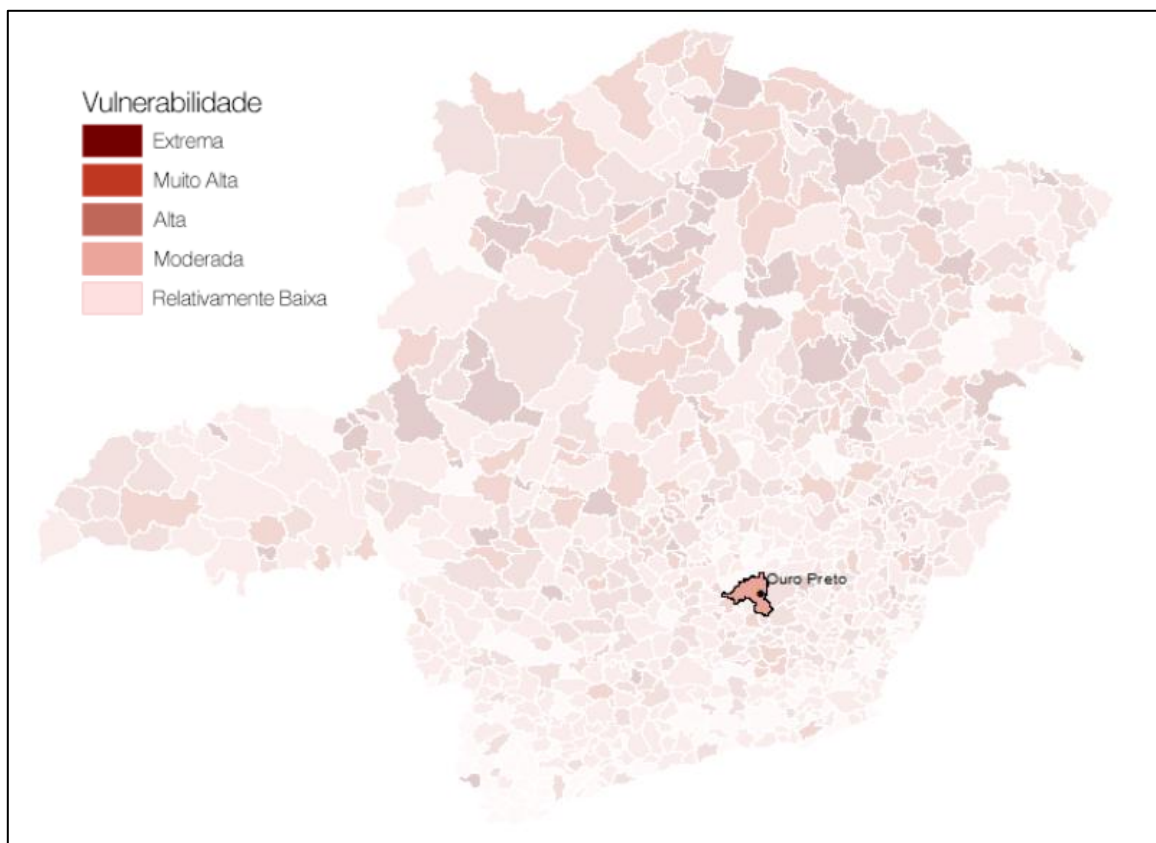 Vulnerabilidade
Extrema
Muito Alta
Alta
Moderada
Relativamente Baixa
Ouro Preto